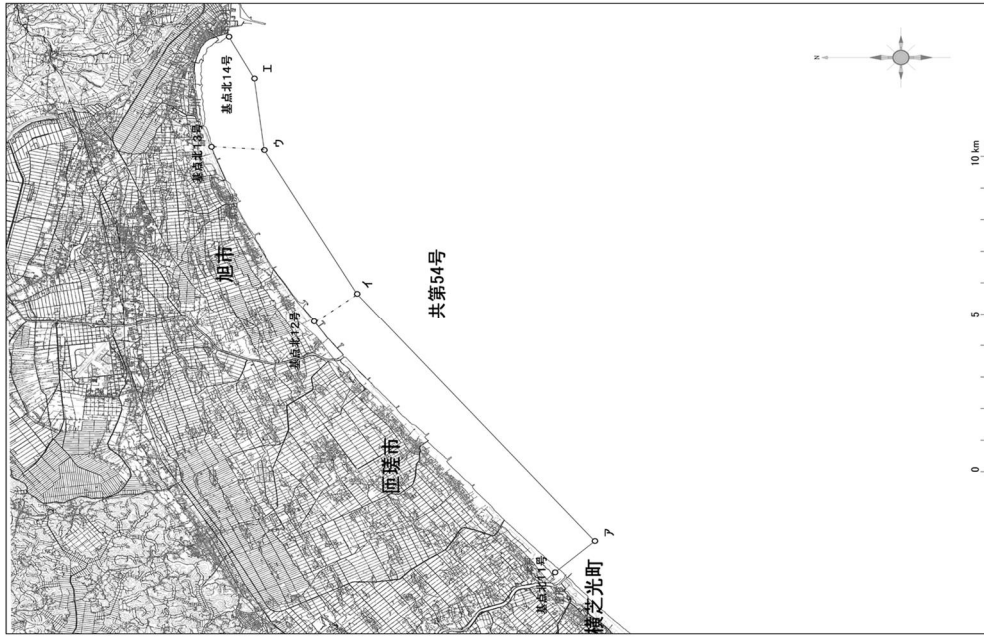 基点北14号
エ
基点北13号
ウ
旭市
イ
共第54号
基点北12号
匝瑳市
ア
基点北11号
横芝光町
N
0
5
10 km